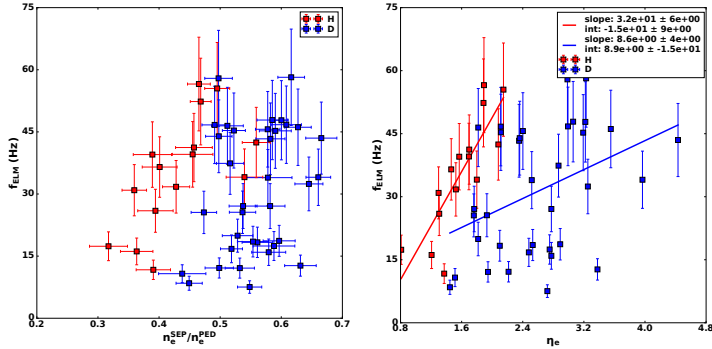 H
D
75
60
45
30
15
0
f_ELM (Hz)
0.2 0.3 0.4 0.5 0.6 0.7
n_e^SEP/n_e^PED
slope: 3.2e+01 ± 6e+00
int: -1.5e+01 ± 9e+00
slope: 8.6e+00 ± 4e+00
int: 8.9e+00 ± -1.5e+01
H
D
75
60
45
30
15
0
f_ELM (Hz)
0.8 1.6 2.4 3.2 4.0 4.8
η_e